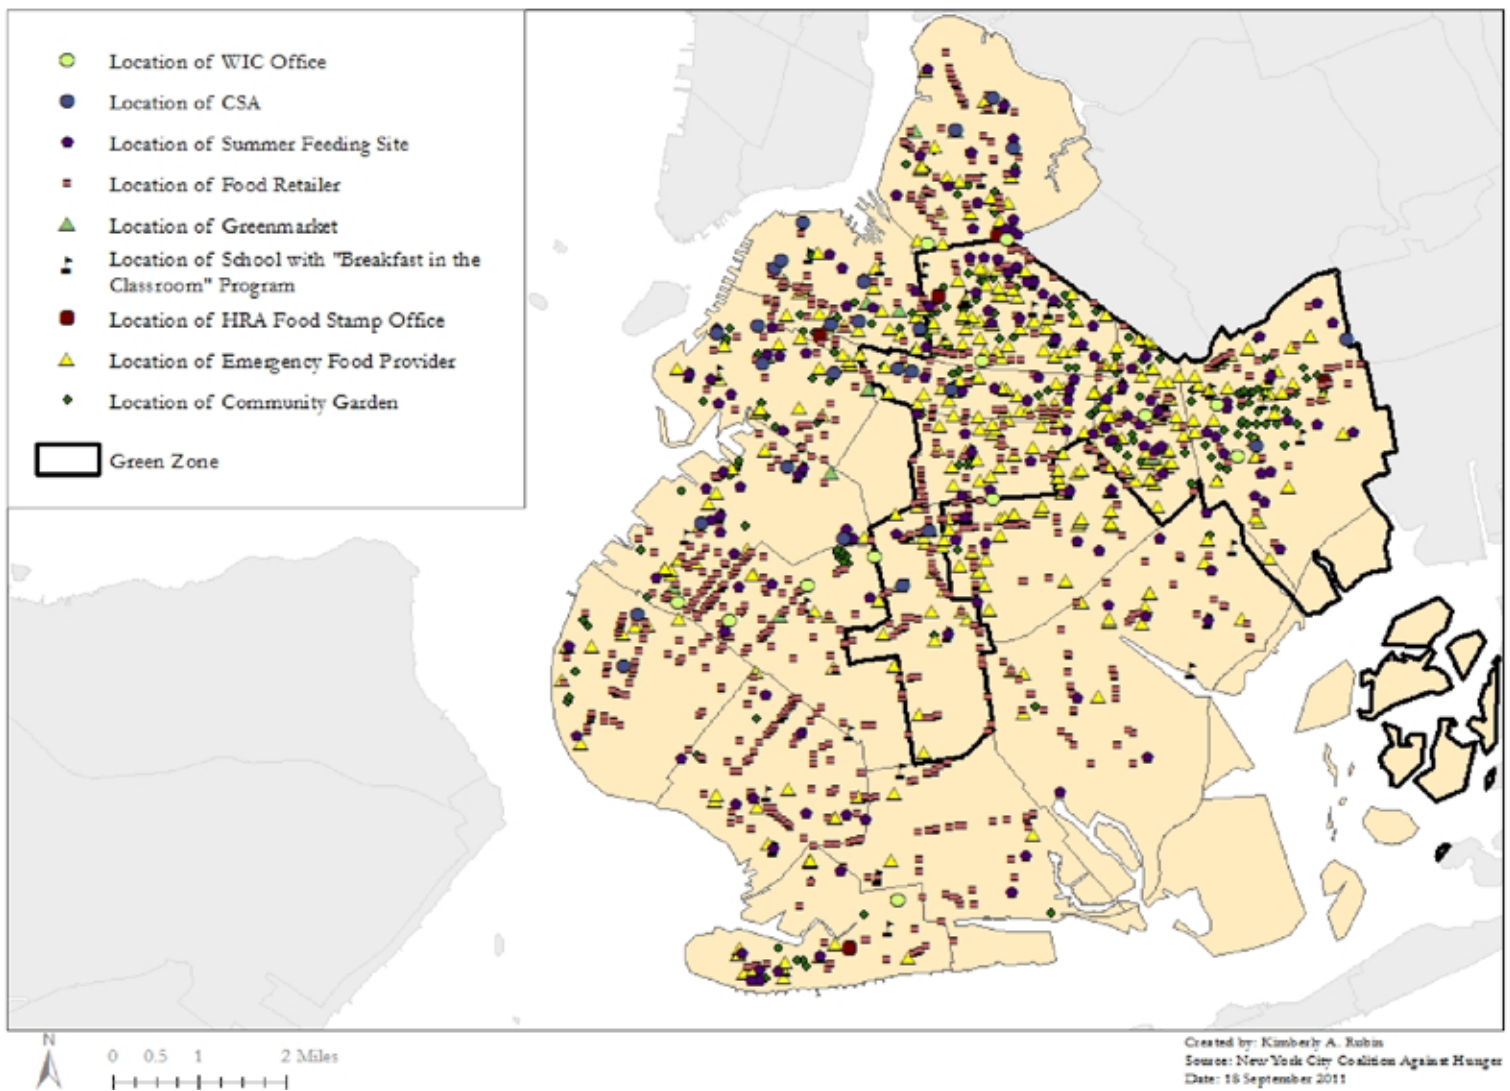 Location of WIC Office
Location of CSA
Location of Summer Feeding Site
Location of Food Retailer
Location of Greenmarket
Location of School with "Breakfast in the
Classroom" Program
Location of HRA Food Stamp Office
Location of Emergency Food Provider
Location of Community Garden
Green Zone
N
0 0.5 1 2 Miles
Created by: Kimberly A. Rubin
Source: New York City Coalition Against Hunger
Date: 18 September 2011